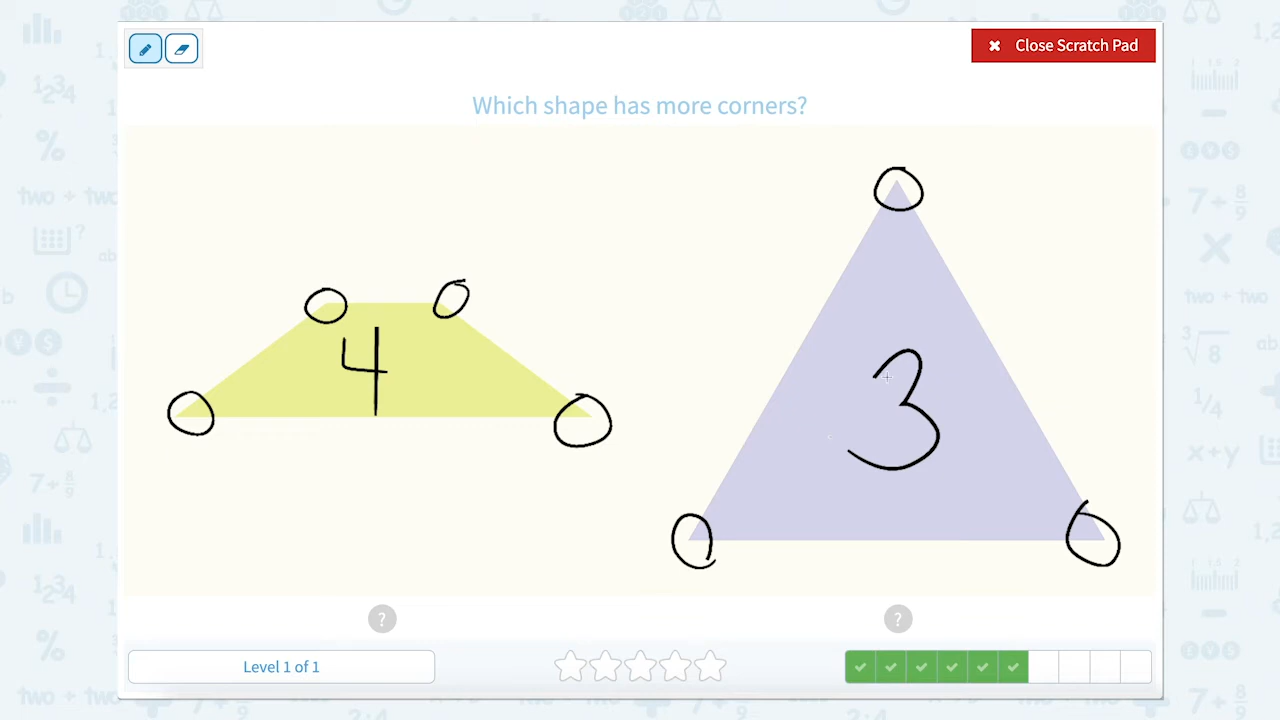 ✖ Close Scratch Pad
Which shape has more corners?
4
3
?
?
Level 1 of 1